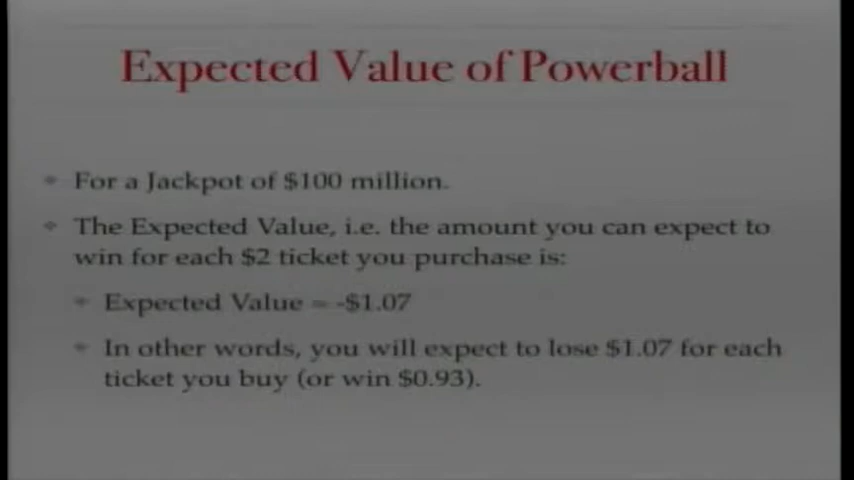 Expected Value of Powerball
For a Jackpot of $100 million.
The Expected Value, i.e. the amount you can expect to
win for each $2 ticket you purchase is:
Expected Value = -$1.07
In other words, you will expect to lose $1.07 for each
ticket you buy (or win $0.93).